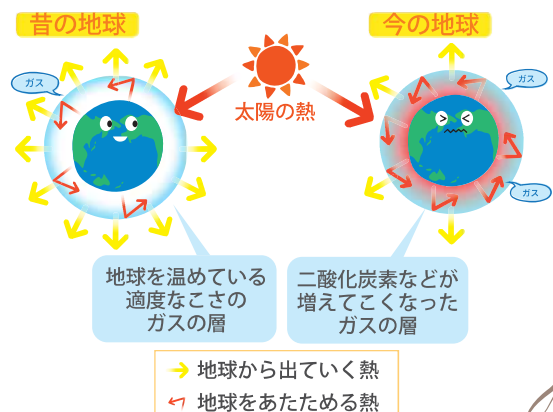 昔の地球
今の地球
ガス
ガス
太陽の熱
ガス
地球を温めている
適度なこさの
ガスの層
二酸化炭素などが
増えてこくなった
ガスの層
地球から出ていく熱
地球をあたためる熱